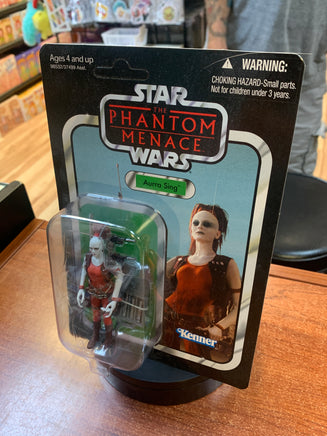 Ages 4 and up
WARNING:
CHOKING HAZARD-Small parts.
Not for children under 3 years.
STAR
THE
PHANTOM
MENACE
WARS
Aurra Sing
Kenner